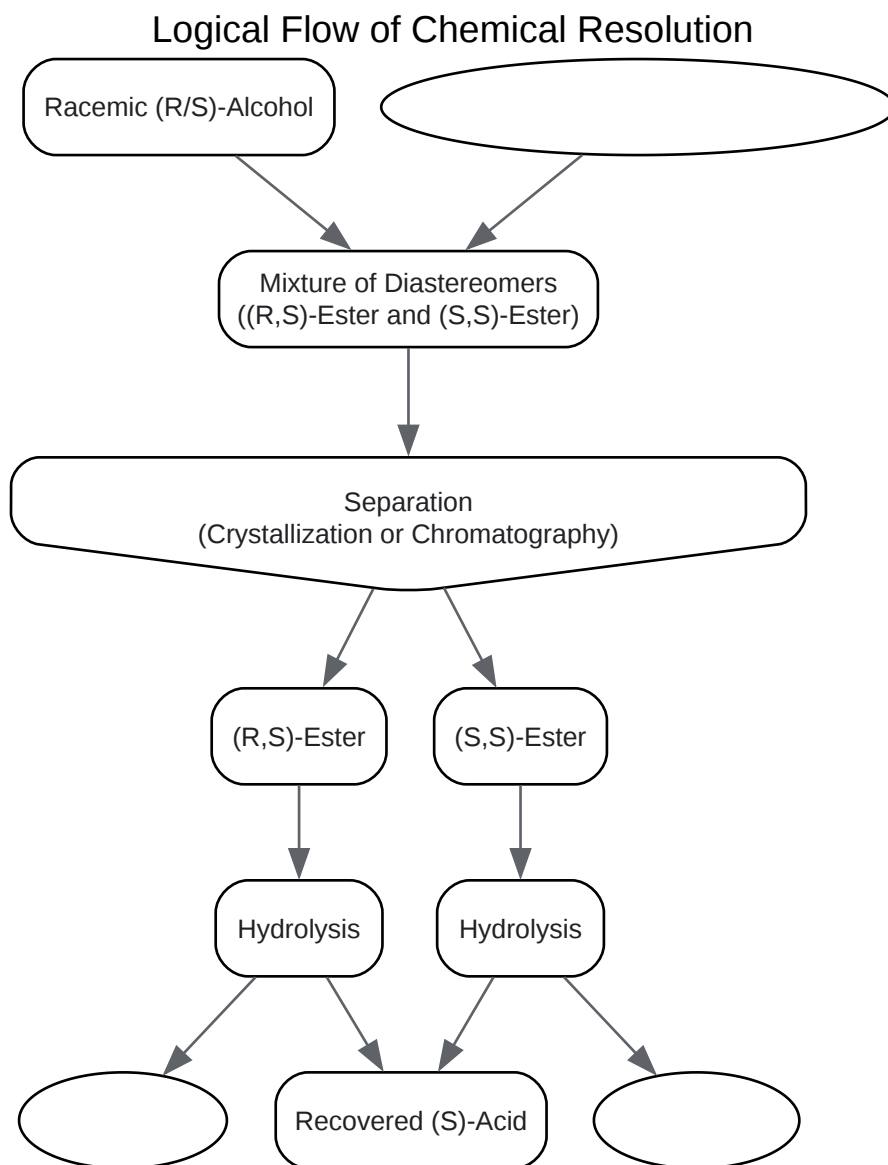 Logical Flow of Chemical Resolution
Racemic (R/S)-Alcohol
Mixture of Diastereomers
((R,S)-Ester and (S,S)-Ester)
Separation
(Crystallization or Chromatography)
(R,S)-Ester
(S,S)-Ester
Hydrolysis
Hydrolysis
Recovered (S)-Acid